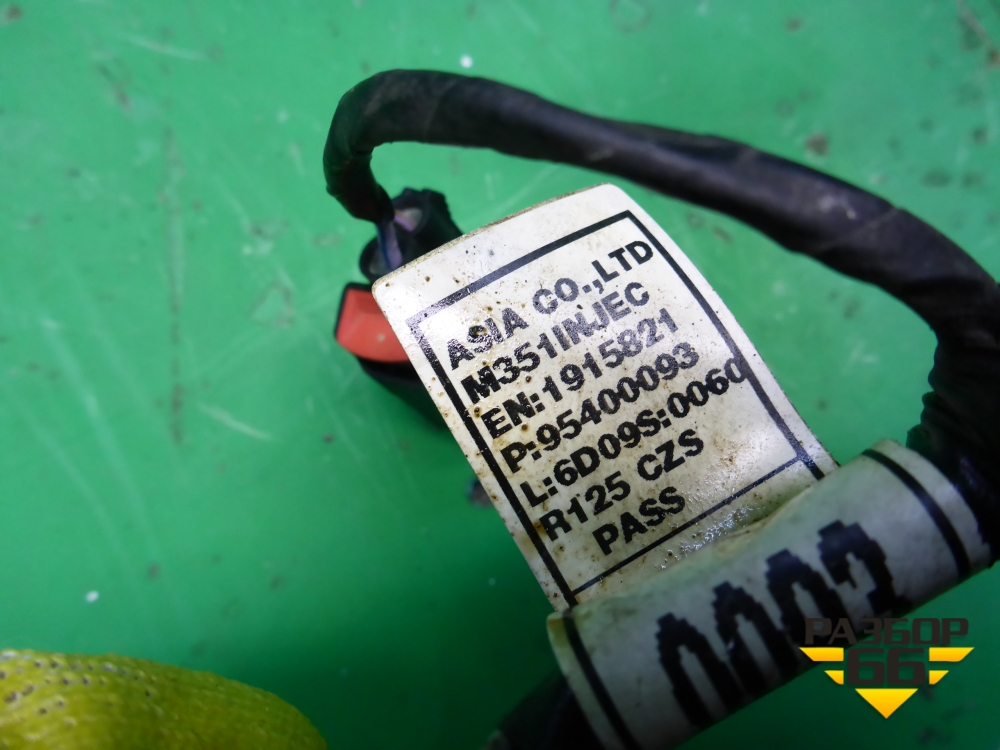 ASIA CO.,LTD
M351INJEC
EN:1915821
P:95400093
L:6D09S:0060
R125 CZS
PASS
РАЗБОР
66